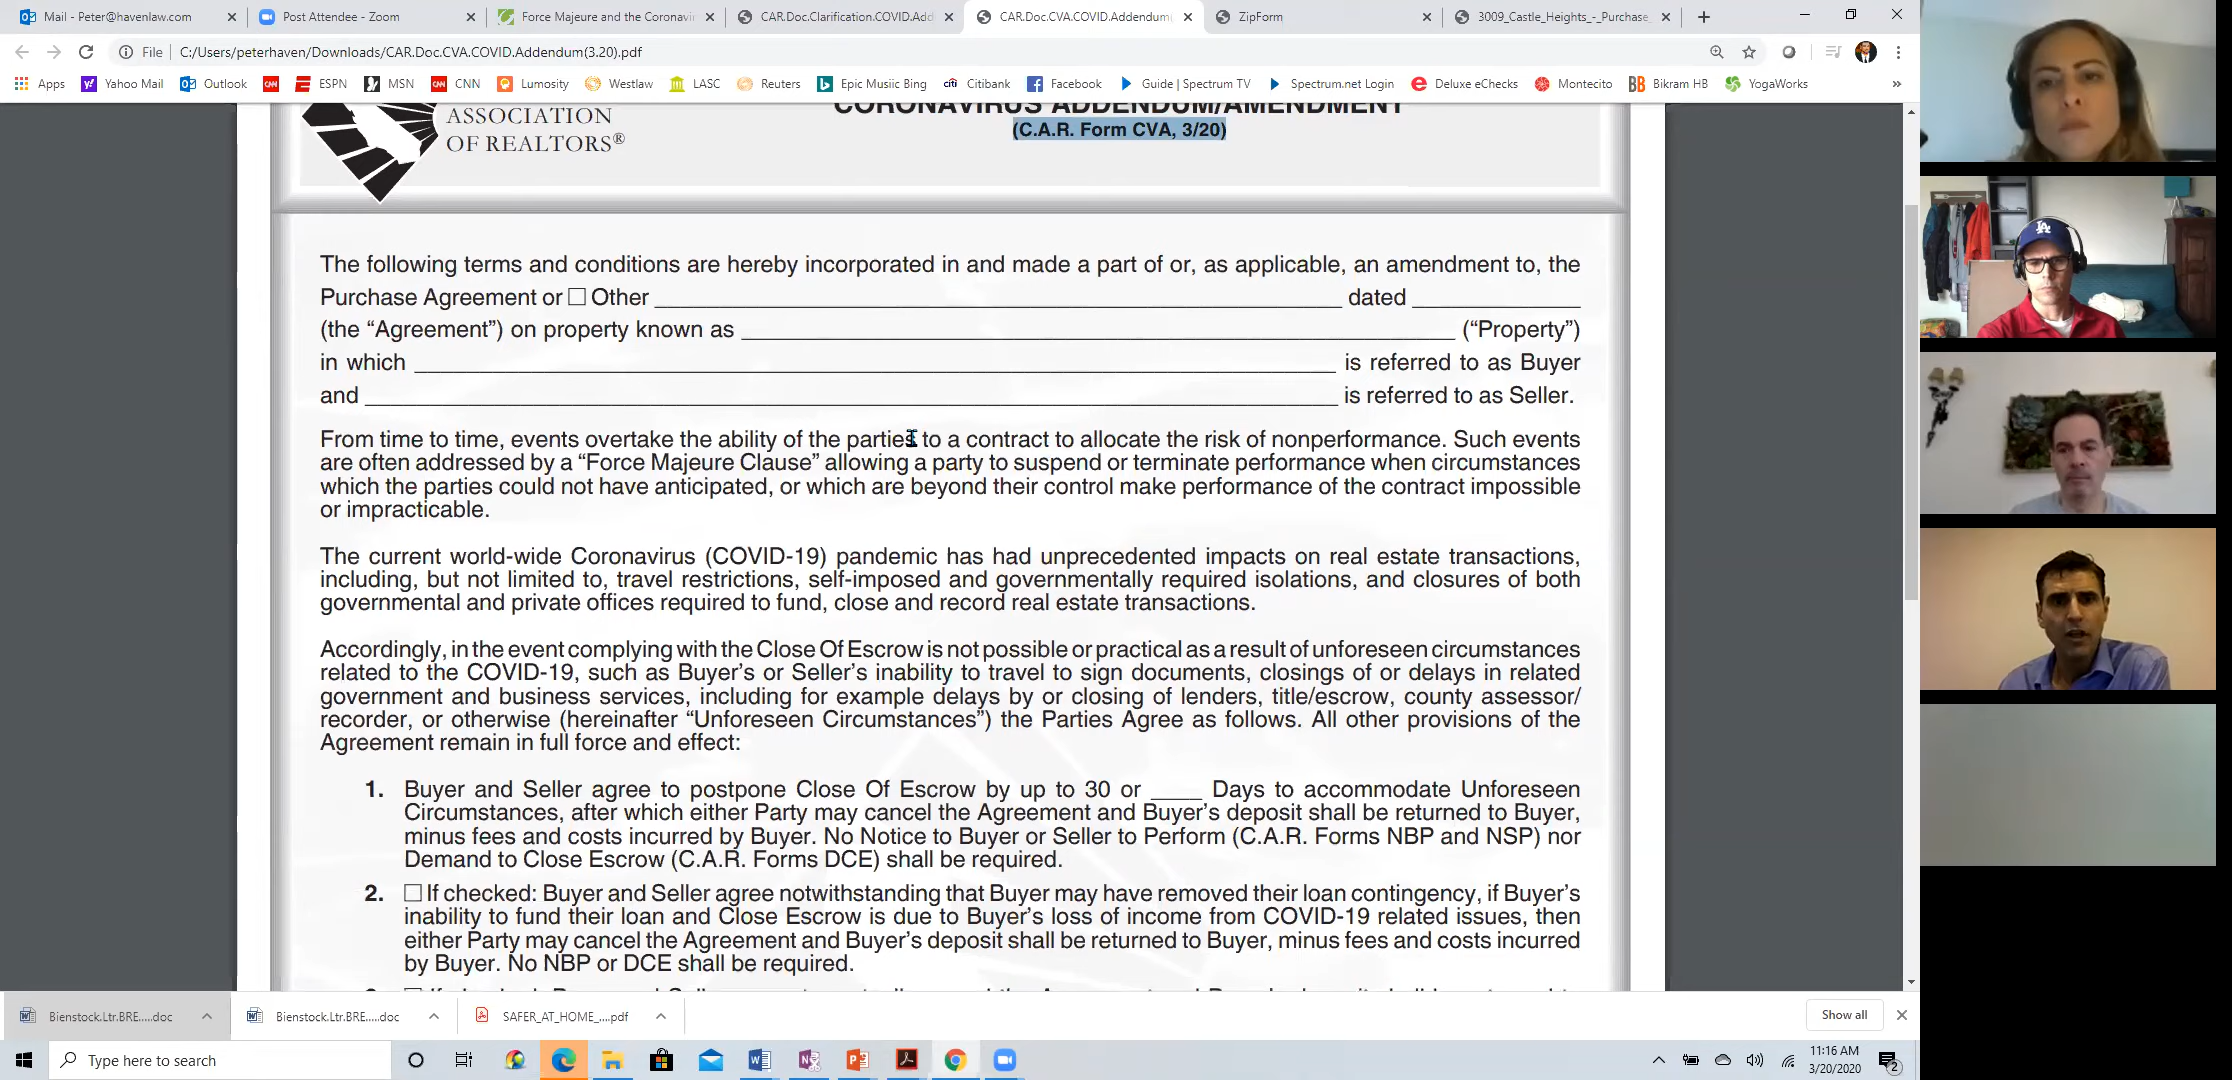 Mail - Peter@havenlaw.com
Post Attendee - Zoom
Force Majeure and the Coronavir
CAR.Doc.Clarification.COVID.Add
CAR.Doc.CVA.COVID.Addendum
ZipForm
3009_Castle_Heights_-_Purchase
File
C:/Users/peterhaven/Downloads/CAR.Doc.CVA.COVID.Addendum(3.20).pdf
Apps
Yahoo Mail
Outlook
CNN
ESPN
MSN
CNN
CNN
Lumosity
Westlaw
LASC
Reuters
Epic Musiic Bing
citi
Citibank
Facebook
Guide | Spectrum TV
Spectrum.net Login
Deluxe eChecks
Montecito
BB Bikram HB
YogaWorks
»
ASSOCIATION
OF REALTORS®
CORONAVIRUS ADDENDUM/AMENDMENT
(C.A.R. Form CVA, 3/20)
The following terms and conditions are hereby incorporated in and made a part of or, as applicable, an amendment to, the
Purchase Agreement or ☐ Other ____ dated ____
(the “Agreement”) on property known as ____ (“Property”)
in which ____ is referred to as Buyer
and ____ is referred to as Seller.
From time to time, events overtake the ability of the parties to a contract to allocate the risk of nonperformance. Such events
are often addressed by a “Force Majeure Clause” allowing a party to suspend or terminate performance when circumstances
which the parties could not have anticipated, or which are beyond their control make performance of the contract impossible
or impracticable.
The current world-wide Coronavirus (COVID-19) pandemic has had unprecedented impacts on real estate transactions,
including, but not limited to, travel restrictions, self-imposed and governmentally required isolations, and closures of both
governmental and private offices required to fund, close and record real estate transactions.
Accordingly, in the event complying with the Close Of Escrow is not possible or practical as a result of unforeseen circumstances
related to the COVID-19, such as Buyer’s or Seller’s inability to travel to sign documents, closings of or delays in related
government and business services, including for example delays by or closing of lenders, title/escrow, county assessor/
recorder, or otherwise (hereinafter “Unforeseen Circumstances”) the Parties Agree as follows. All other provisions of the
Agreement remain in full force and effect:
1. Buyer and Seller agree to postpone Close Of Escrow by up to 30 or ____ Days to accommodate Unforeseen
Circumstances, after which either Party may cancel the Agreement and Buyer’s deposit shall be returned to Buyer,
minus fees and costs incurred by Buyer. No Notice to Buyer or Seller to Perform (C.A.R. Forms NBP and NSP) nor
Demand to Close Escrow (C.A.R. Forms DCE) shall be required.
2. ☐ If checked: Buyer and Seller agree notwithstanding that Buyer may have removed their loan contingency, if Buyer’s
inability to fund their loan and Close Escrow is due to Buyer’s loss of income from COVID-19 related issues, then
either Party may cancel the Agreement and Buyer’s deposit shall be returned to Buyer, minus fees and costs incurred
by Buyer. No NBP or DCE shall be required.
LA
Bienstock.Ltr.BRE.....doc
Bienstock.Ltr.BRE.....doc
SAFER_AT_HOME_....pdf
Show all
Type here to search
11:16 AM
3/20/2020
2